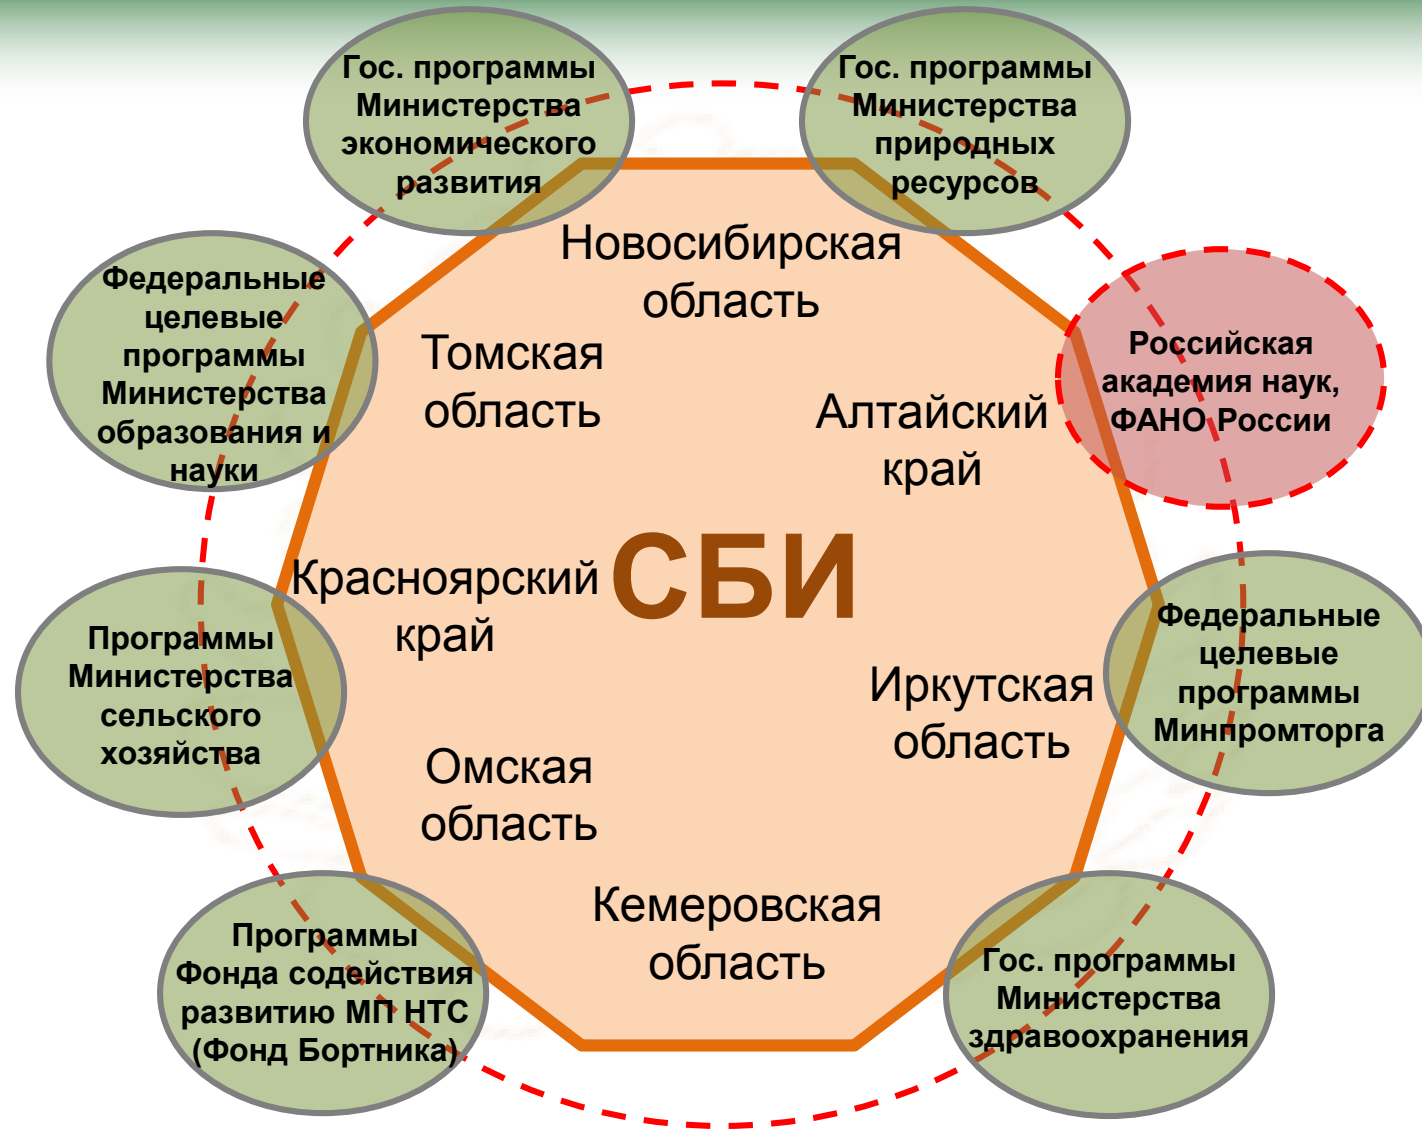 Гос. программы
Министерства
экономического
развития
Гос. программы
Министерства
природных
ресурсов
Федеральные
целевые
программы
Министерства
образования и
науки
Новосибирская
область
Томская
область
Алтайский
край
Российская
академия наук,
ФАНО России
СБИ
Красноярский
край
Программы
Министерства
сельского
хозяйства
Иркутская
область
Федеральные
целевые
программы
Минпромторга
Омская
область
Кемеровская
область
Программы
Фонда содействия
развитию МП НТС
(Фонд Бортника)
Гос. программы
Министерства
здравоохранения